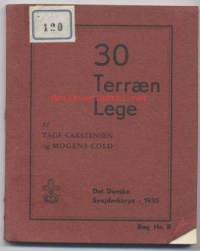 120
30
Terræn
Lege
AF
TAGE CARSTENSEN
og MOGENS COLD
Det Danske
Spejderkorps - 1935
Bog Nr. 8